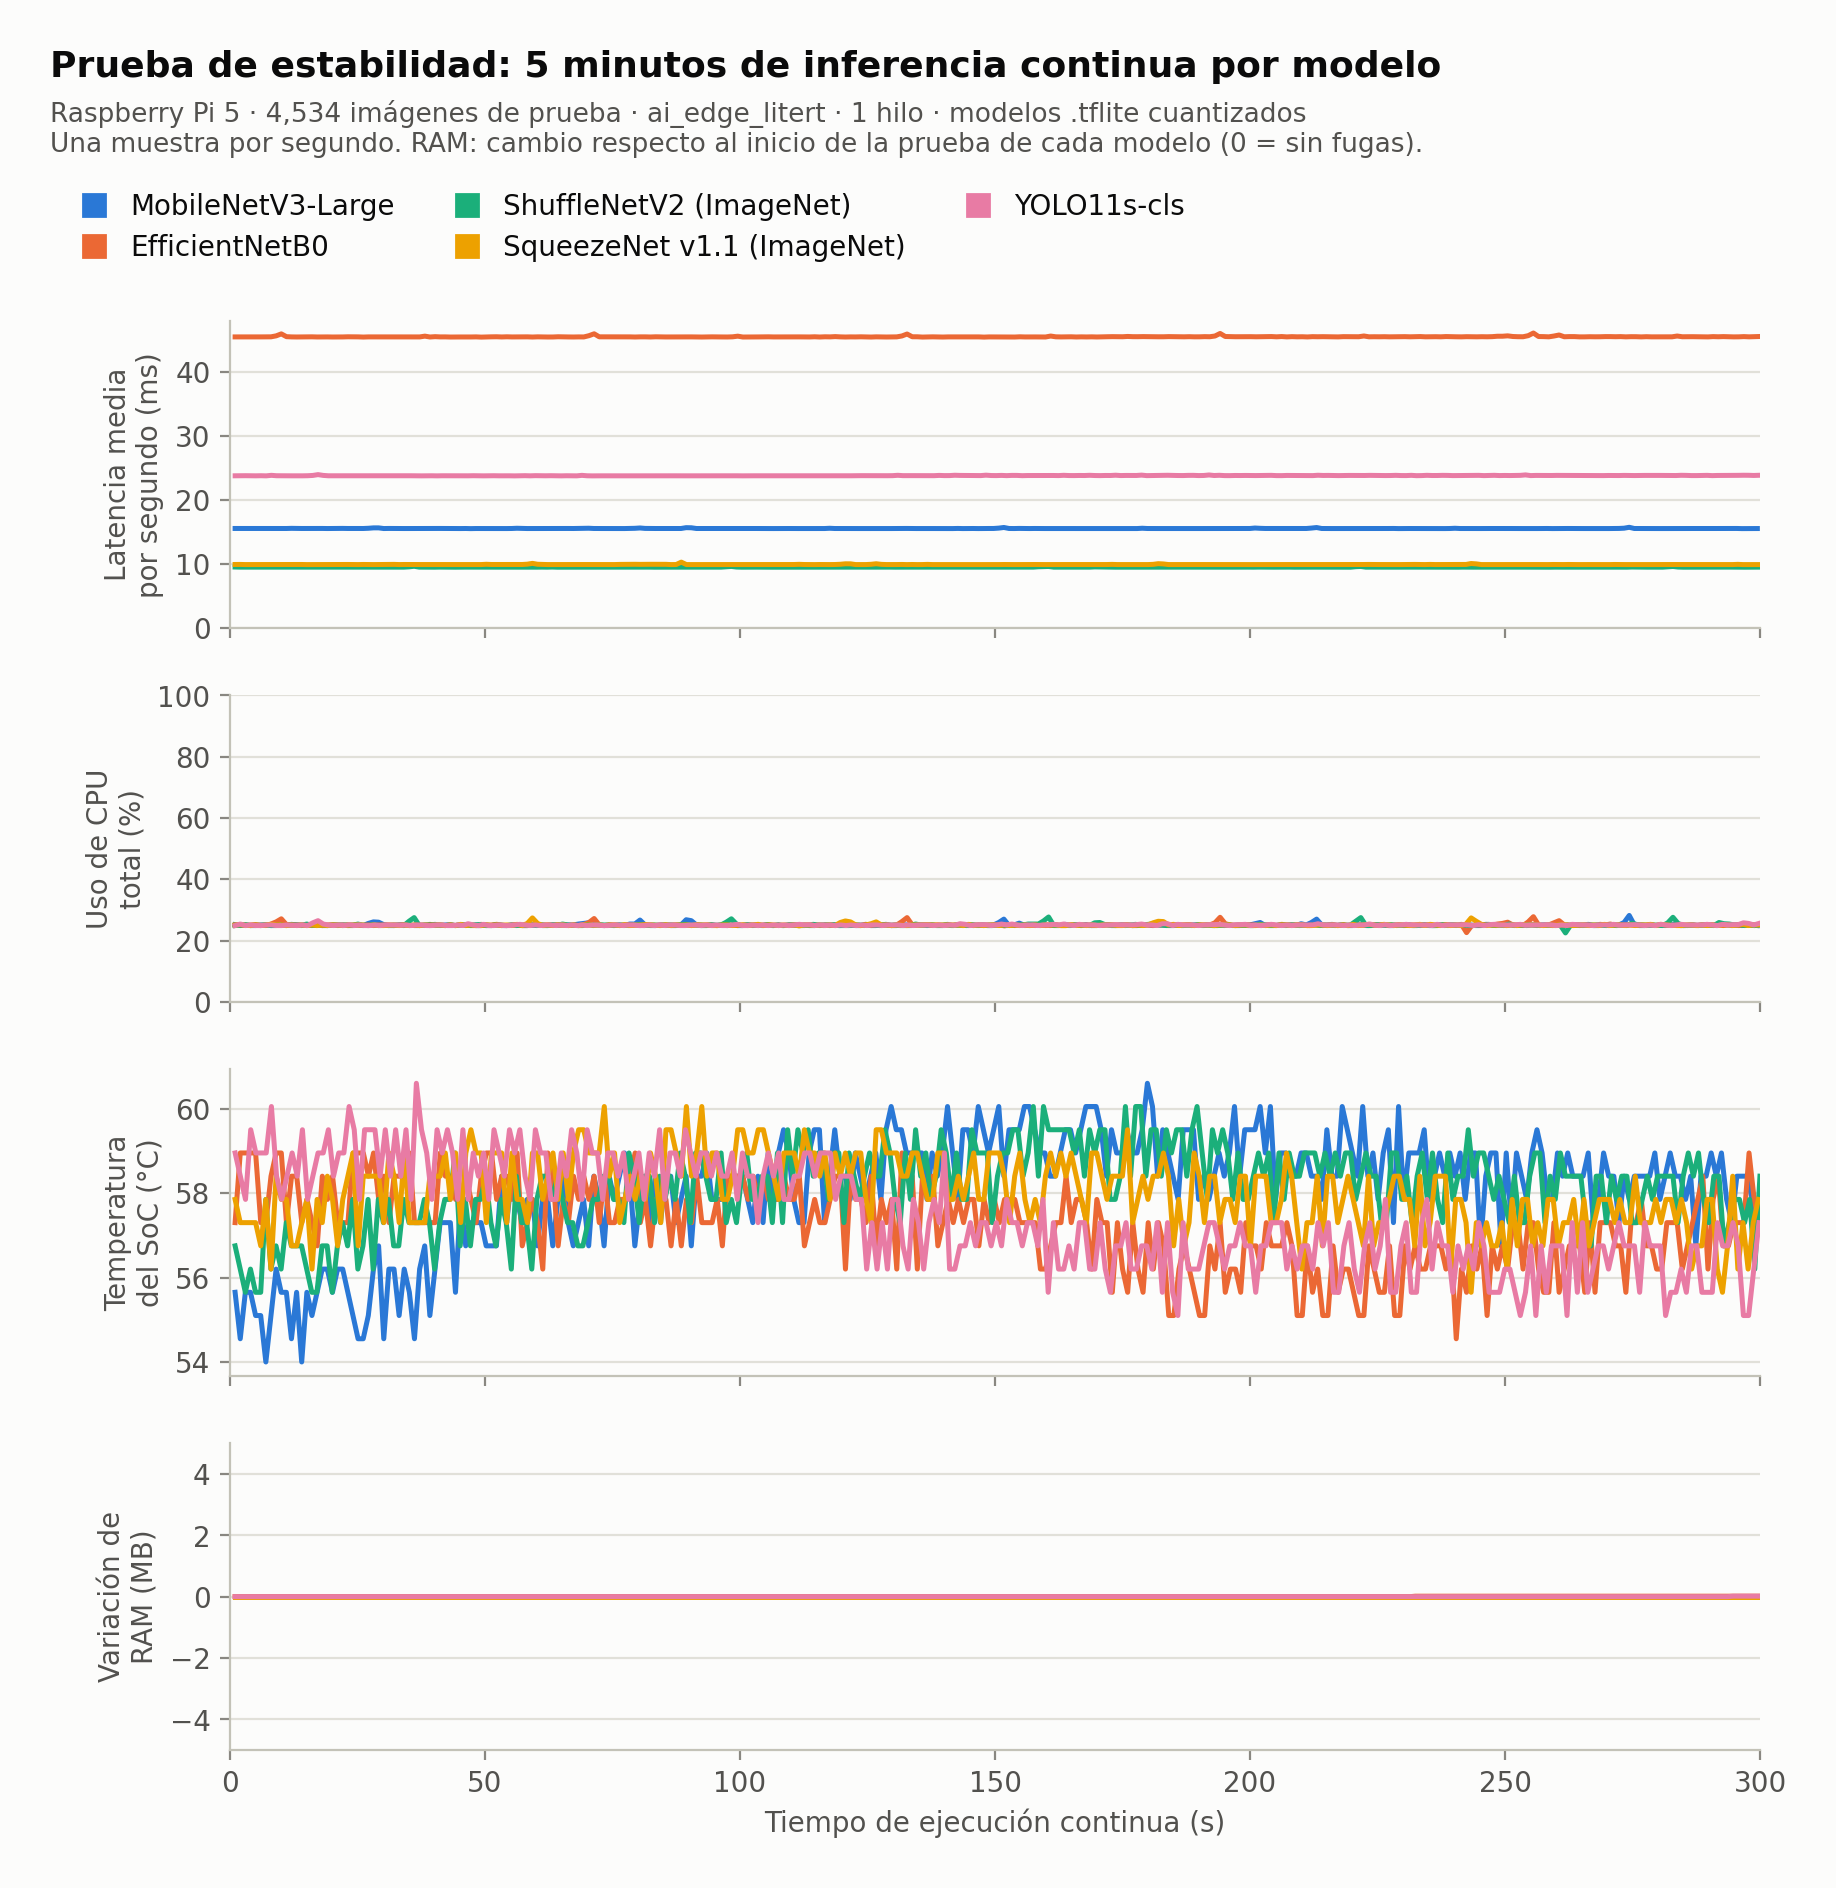 Prueba de estabilidad: 5 minutos de inferencia continua por modelo
Raspberry Pi 5 · 4,534 imágenes de prueba · ai_edge_litert · 1 hilo · modelos .tflite cuantizados
Una muestra por segundo. RAM: cambio respecto al inicio de la prueba de cada modelo (0 = sin fugas).
MobileNetV3-Large
EfficientNetB0
ShuffleNetV2 (ImageNet)
SqueezeNet v1.1 (ImageNet)
YOLO11s-cls
Latencia media
por segundo (ms)
40
30
20
10
0
Uso de CPU
total (%)
100
80
60
40
20
0
Temperatura
del SoC (°C)
60
58
56
54
Variación de
RAM (MB)
4
2
0
−2
−4
0 50 100 150 200 250 300
Tiempo de ejecución continua (s)